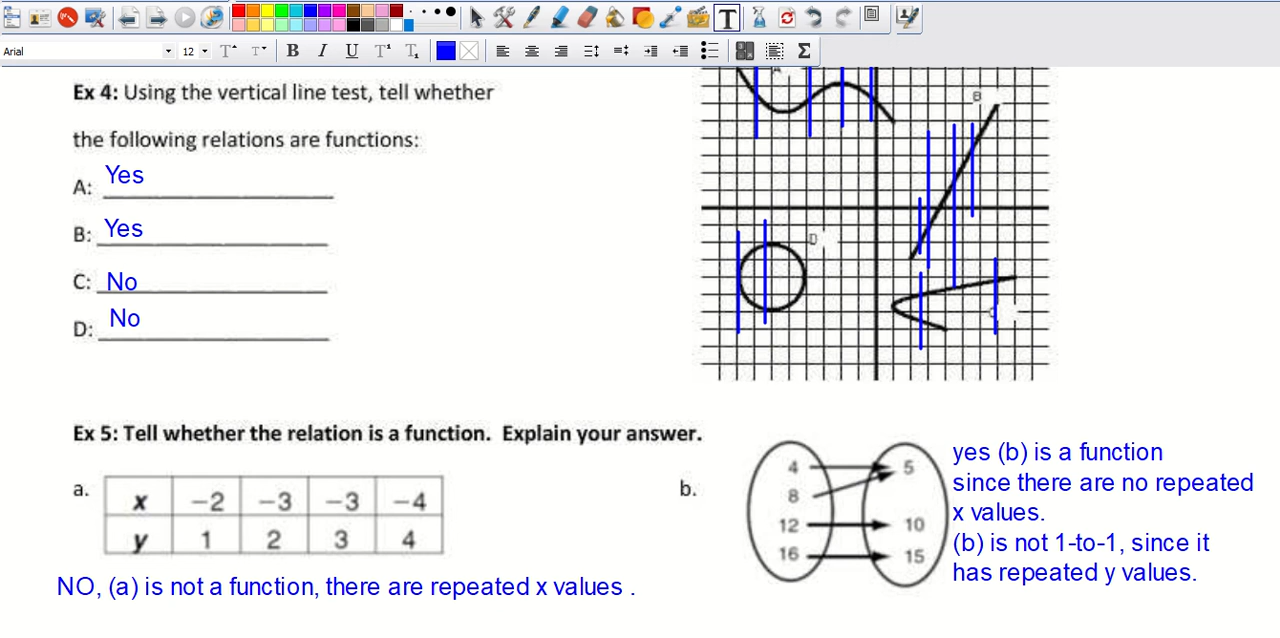 Arial
12
B I U T T
T Σ
Ex 4: Using the vertical line test, tell whether
the following relations are functions:
A: Yes
B: Yes
C: No
D: No
A
B
D
C
Ex 5: Tell whether the relation is a function. Explain your answer.
a.
x -2 -3 -3 -4
y 1 2 3 4
NO, (a) is not a function, there are repeated x values .
b.
4 5
8
12 10
16 15
yes (b) is a function
since there are no repeated
x values.
(b) is not 1-to-1, since it
has repeated y values.